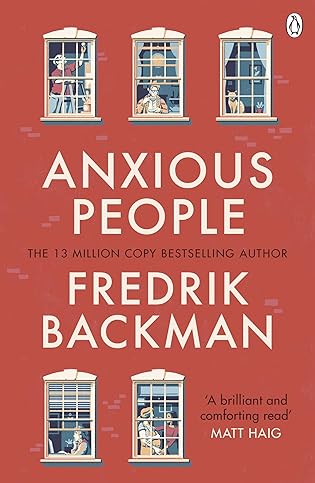 ANXIOUS
PEOPLE
THE 13 MILLION COPY BESTSELLING AUTHOR
FREDRIK
BACKMAN
‘A brilliant and
comforting read’
MATT HAIG